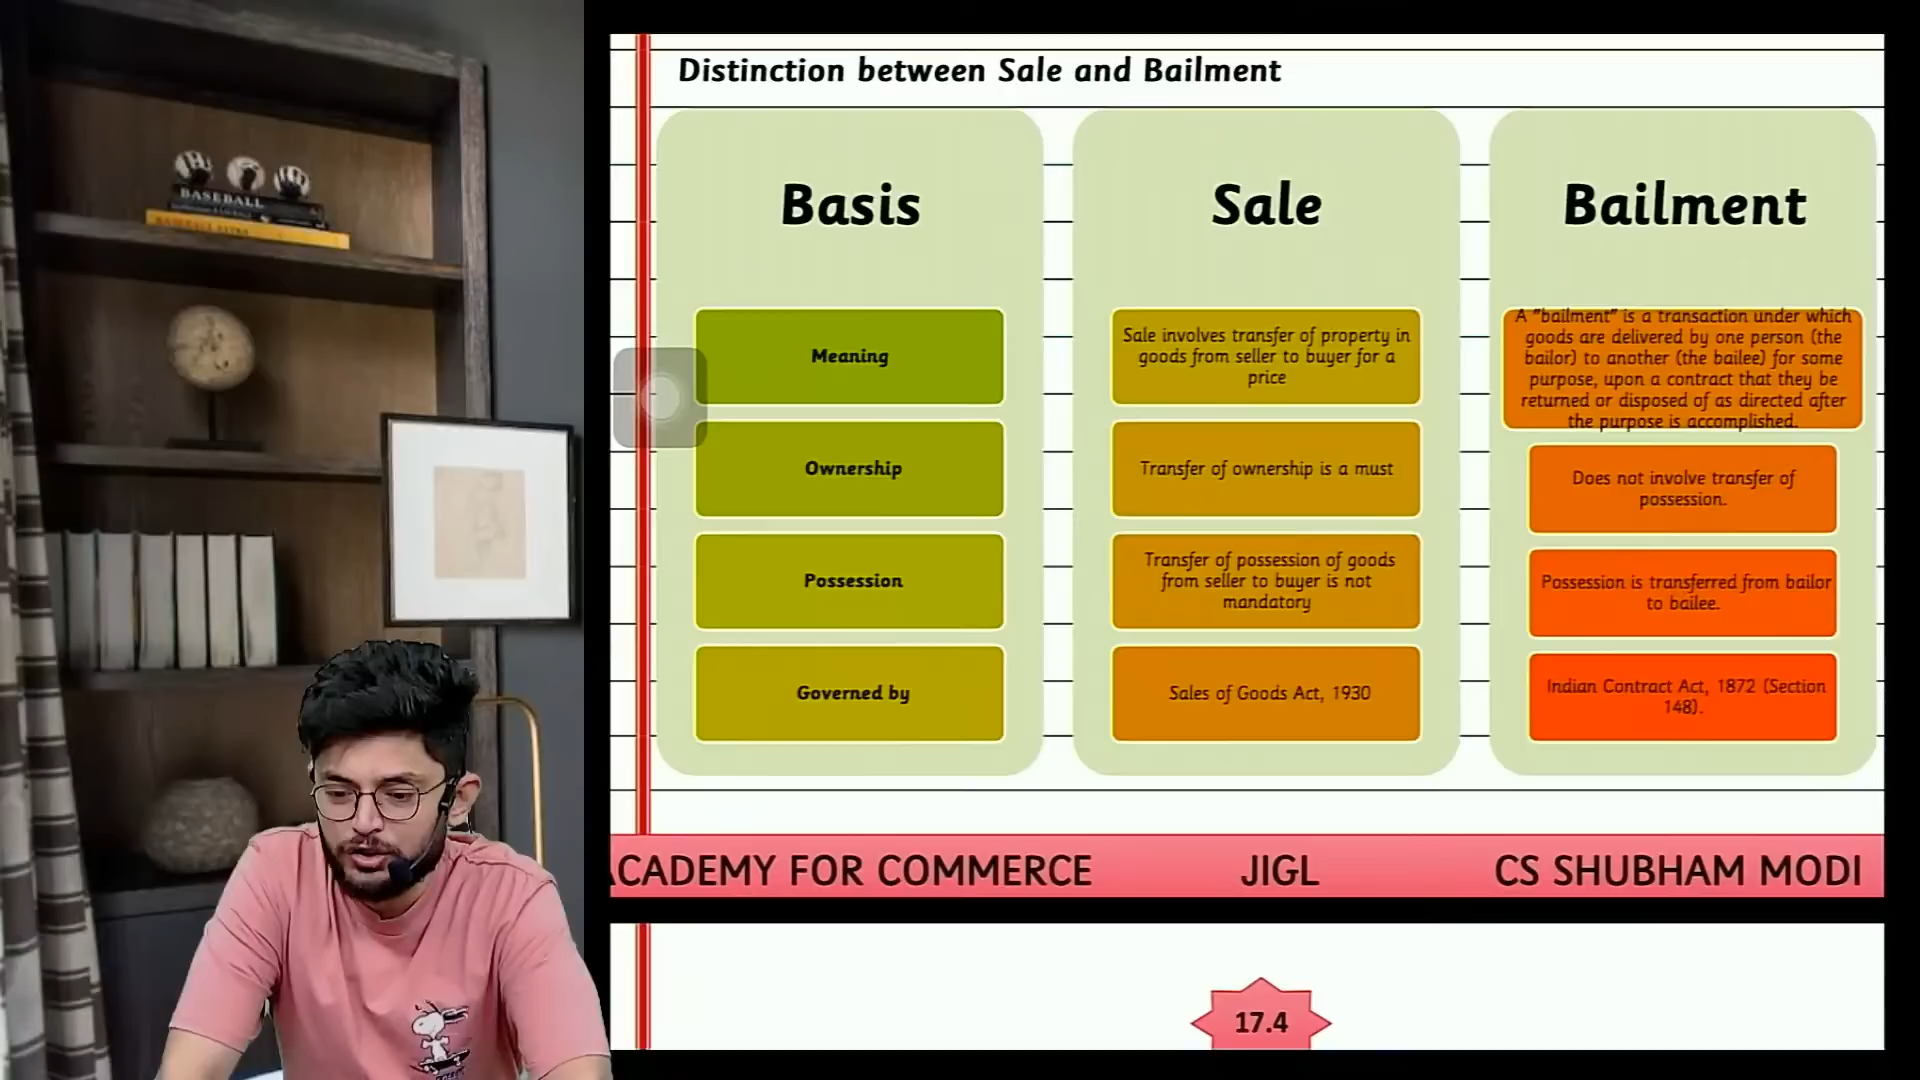 BASEBALL
Distinction between Sale and Bailment
Basis
Sale
Bailment
Meaning
Sale involves transfer of property in
goods from seller to buyer for a
price
A "bailment" is a transaction under which
goods are delivered by one person (the
bailor) to another (the bailee) for some
purpose, upon a contract that they be
returned or disposed of as directed after
the purpose is accomplished.
Ownership
Transfer of ownership is a must
Does not involve transfer of
possession.
Possession
Transfer of possession of goods
from seller to buyer is not
mandatory
Possession is transferred from bailor
to bailee.
Governed by
Sales of Goods Act, 1930
Indian Contract Act, 1872 (Section
148).
CADEMY FOR COMMERCE
JIGL
CS SHUBHAM MODI
17.4